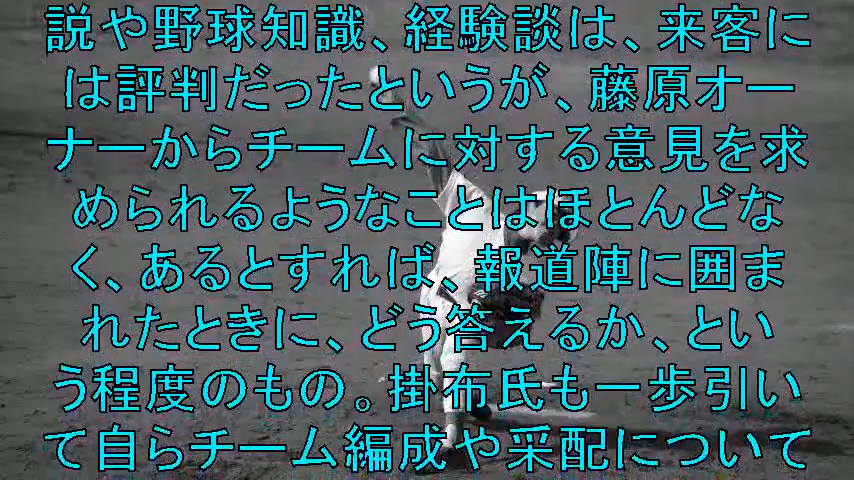 説や野球知識、経験談は、来客に
は評判だったというが、藤原オー
ナーからチームに対する意見を求
められるようなことはほとんどな
く、あるとすれば、報道陣に囲ま
れたときに、どう答えるか、とい
う程度のもの。掛布氏も一歩引い
て自らチーム編成や采配について